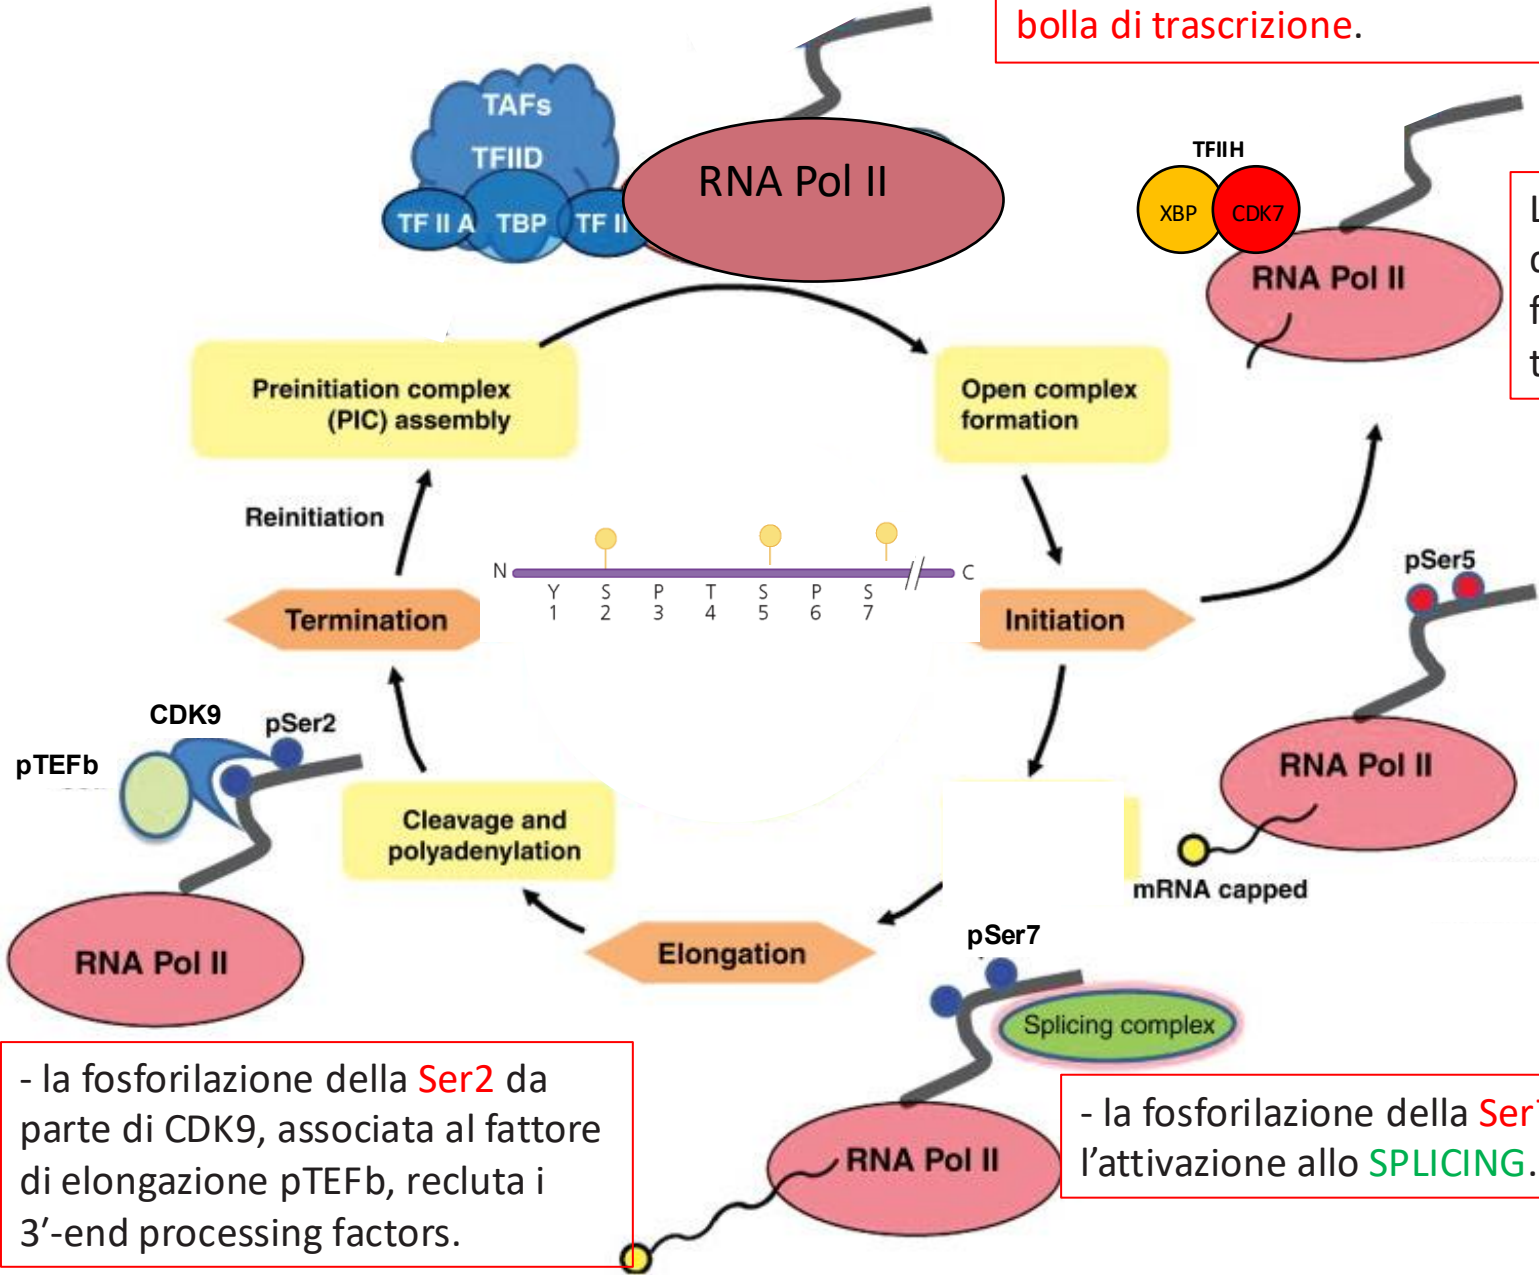 bolla di trascrizione.
TAFs
TFIID
TF II A
TBP
TF II
RNA Pol II
TFIIH
XBP
CDK7
RNA Pol II
Preinitiation complex
(PIC) assembly
Open complex
formation
Reinitiation
N
C
Y S P T S P S
1 2 3 4 5 6 7
Termination
Initiation
pSer5
RNA Pol II
mRNA capped
CDK9
pSer2
pTEFb
Cleavage and
polyadenylation
RNA Pol II
Elongation
pSer7
Splicing complex
RNA Pol II
- la fosforilazione della Ser2 da
parte di CDK9, associata al fattore
di elongazione pTEFb, recluta i
3’-end processing factors.
- la fosforilazione della Ser7
l’attivazione allo SPLICING.